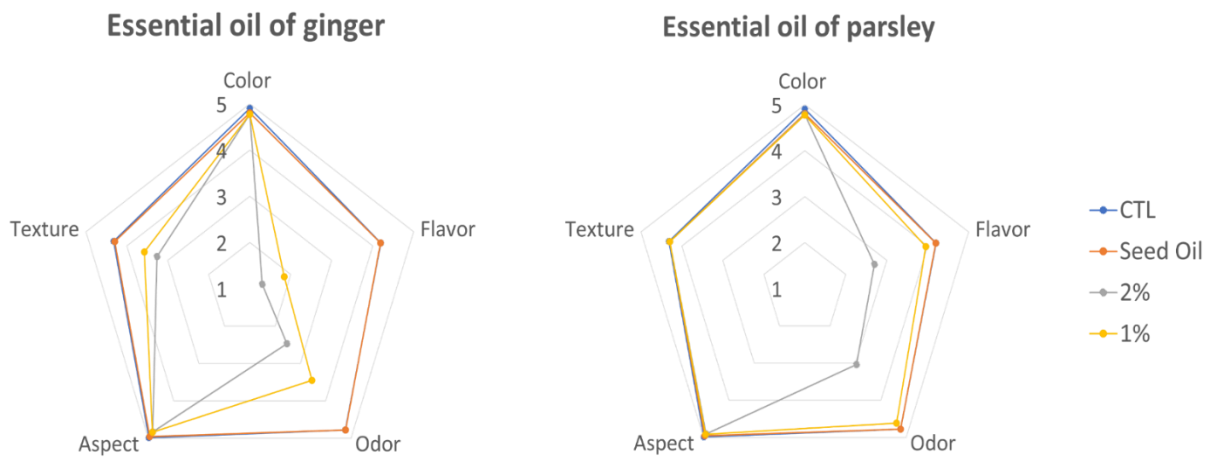 Essential oil of ginger
Color
5
4
3
2
1
Texture
Flavor
Aspect
Odor
Essential oil of parsley
Color
5
4
3
2
1
Texture
Flavor
Aspect
Odor
CTL
Seed Oil
2%
1%